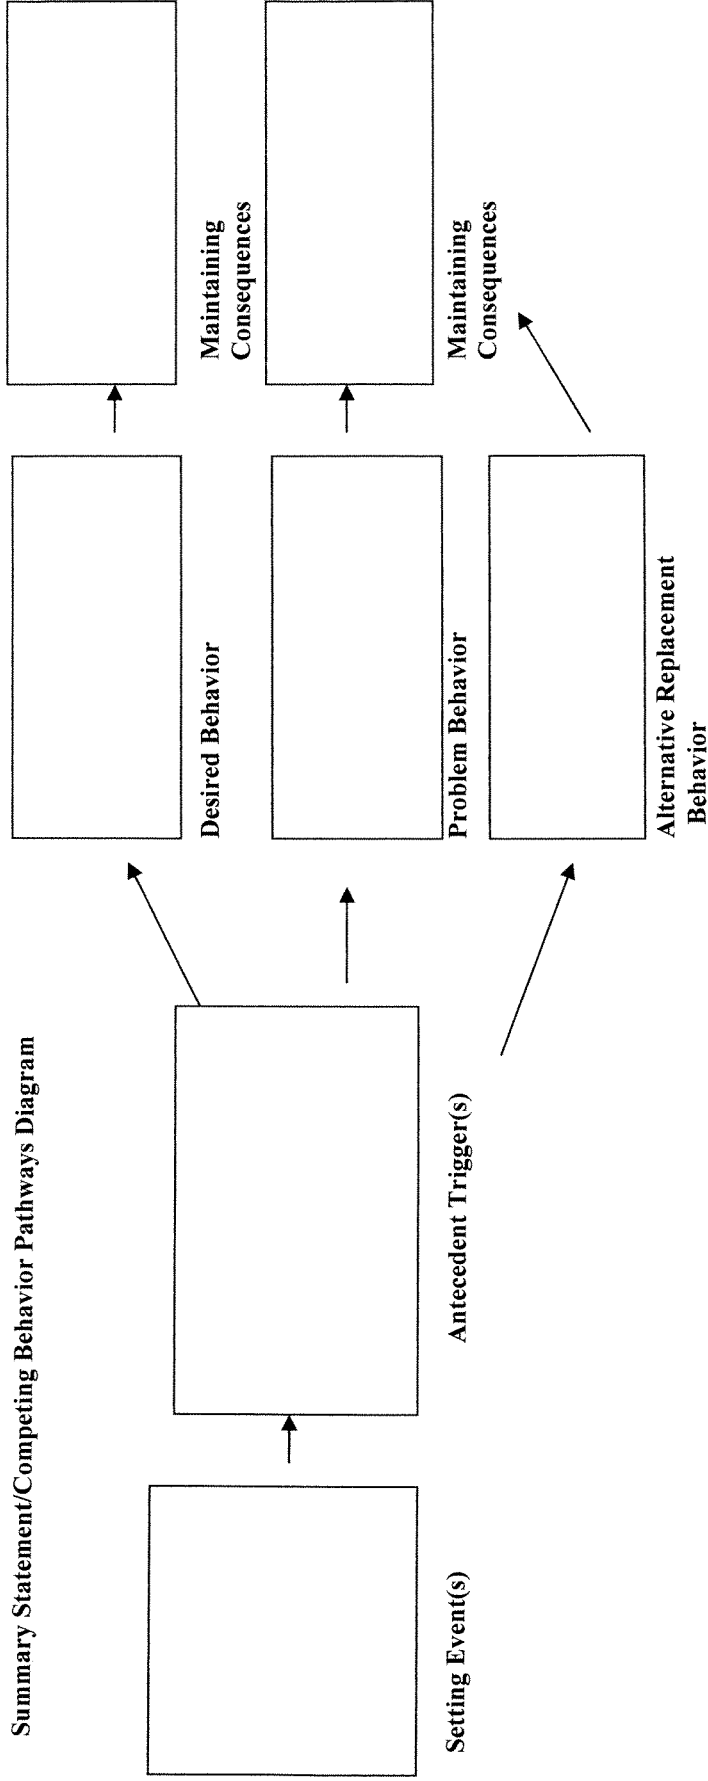 Summary Statement/Competing Behavior Pathways Diagram
Setting Event(s)
Antecedent Trigger(s)
Desired Behavior
Maintaining
Consequences
Problem Behavior
Maintaining
Consequences
Alternative Replacement
Behavior